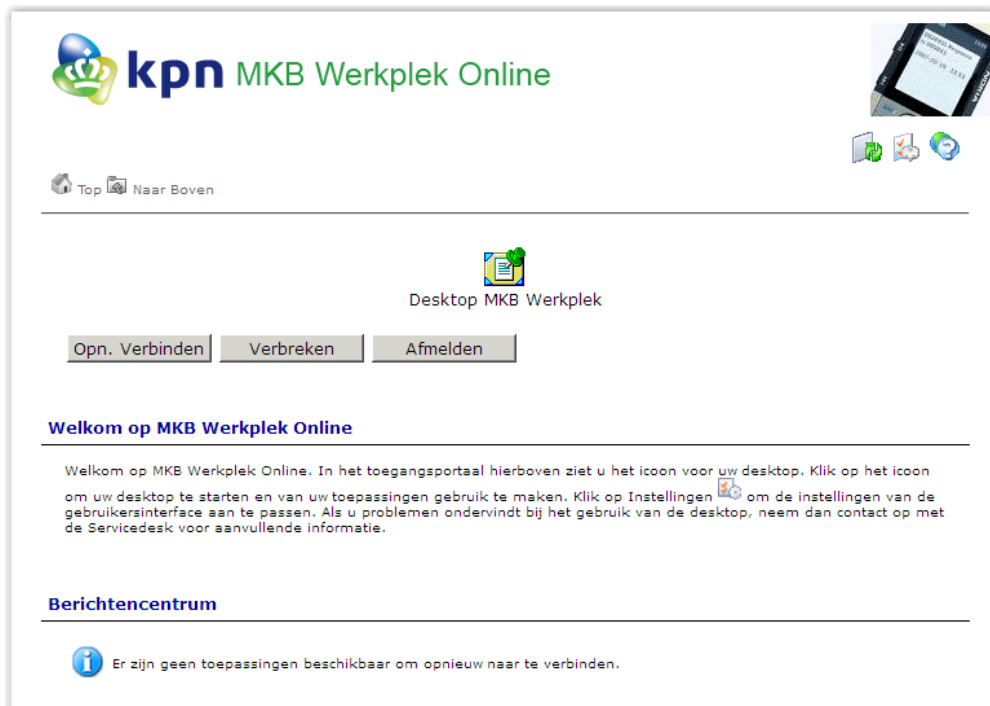 kpn MKB Werkplek Online
Top Naar Boven
Desktop MKB Werkplek
Opn. Verbinden Verbreken Afmelden
Welkom op MKB Werkplek Online
Welkom op MKB Werkplek Online. In het toegangsportaal hierboven ziet u het icoon voor uw desktop. Klik op het icoon
om uw desktop te starten en van uw toepassingen gebruik te maken. Klik op Instellingen om de instellingen van de
gebruikersinterface aan te passen. Als u problemen ondervindt bij het gebruik van de desktop, neem dan contact op met
de Servicedesk voor aanvullende informatie.
Berichtencentrum
Er zijn geen toepassingen beschikbaar om opnieuw naar te verbinden.